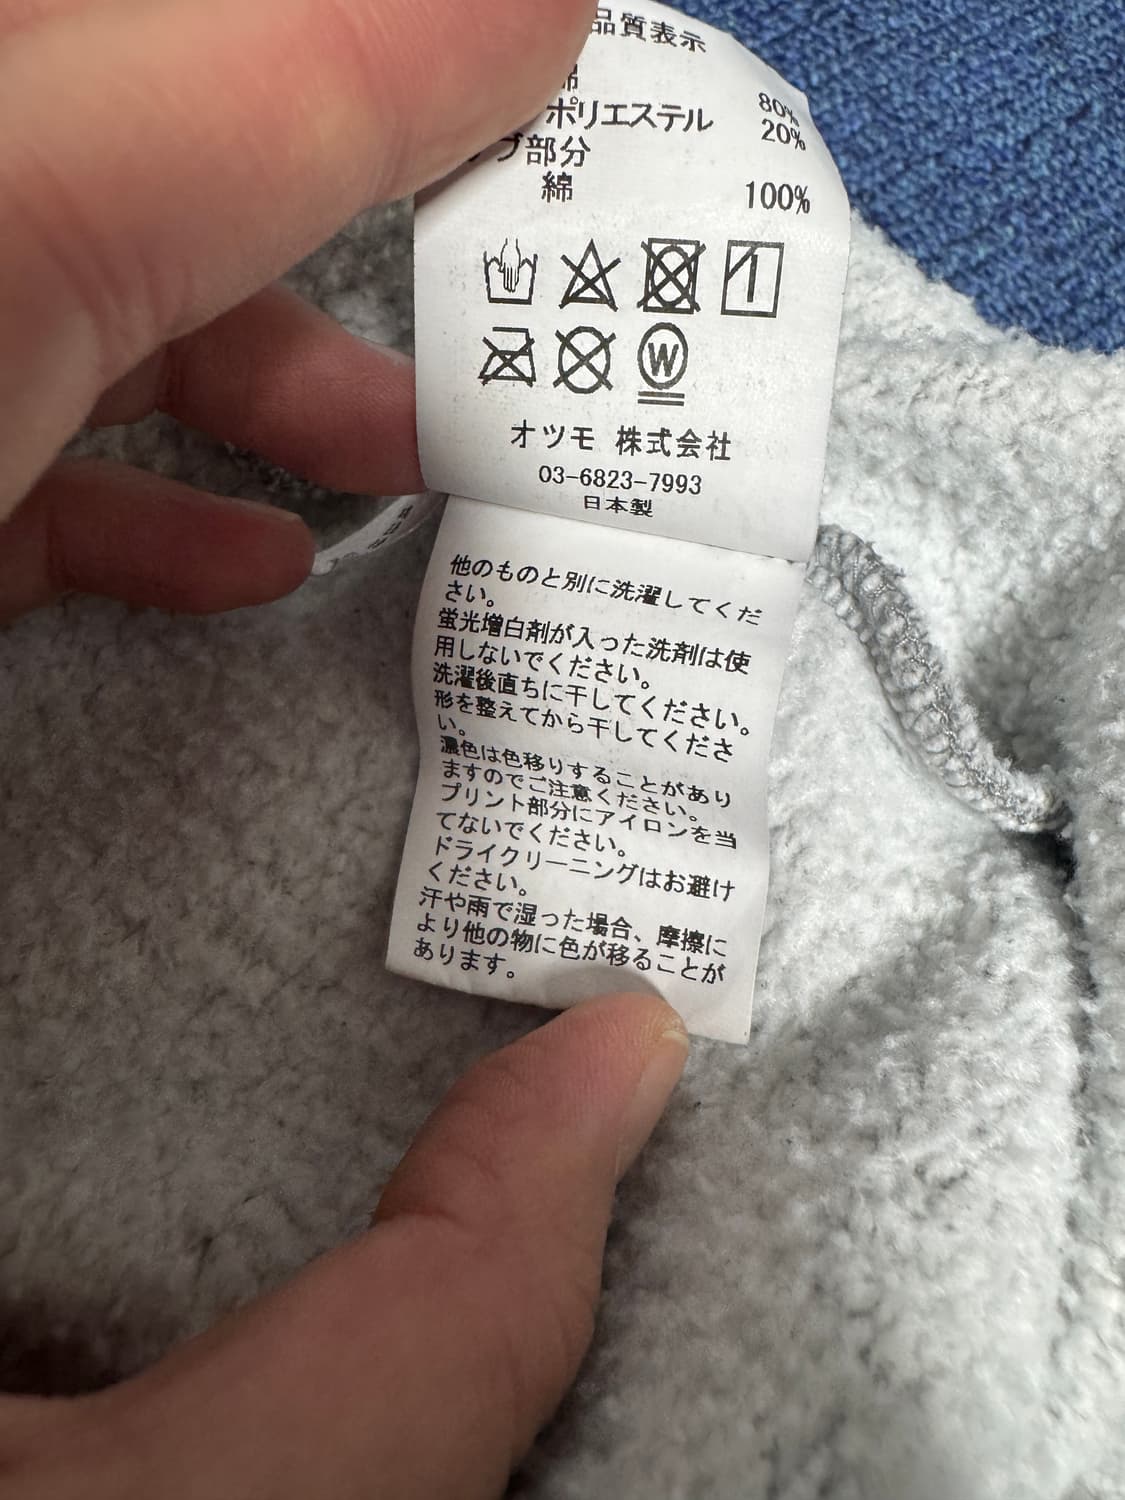 品質表示
綿 80%
ポリエステル 20%
ブ部分
綿 100%
W
オツモ 株式会社
03-6823-7993
日本製
他のものと別に洗濯してくだ
さい。
蛍光増白剤が入った洗剤は使
用しないでください。
洗濯後直ちに干してください。
形を整えてから干してくださ
い。
濃色は色移りすることがあり
ますのでご注意ください。
プリント部分にアイロンを当
てないでください。
ドライクリーニングはお避け
ください。
汗や雨で湿った場合、摩擦に
より他の物に色が移ることが
あります。